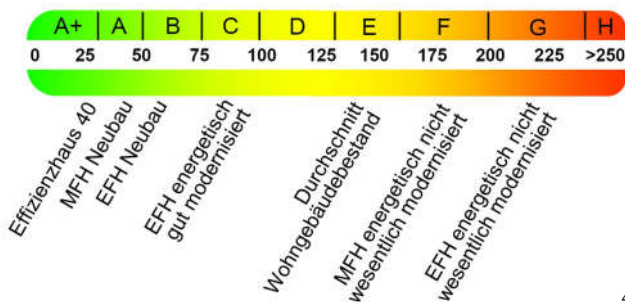 A+ A B C D E F G H
0 25 50 75 100 125 150 175 200 225 >250
Effizienzhaus 40
MFH Neubau
EFH Neubau
EFH energetisch
gut modernisiert
Durchschnitt
Wohngebäudebestand
MFH energetisch nicht
wesentlich modernisiert
EFH energetisch nicht
wesentlich modernisiert